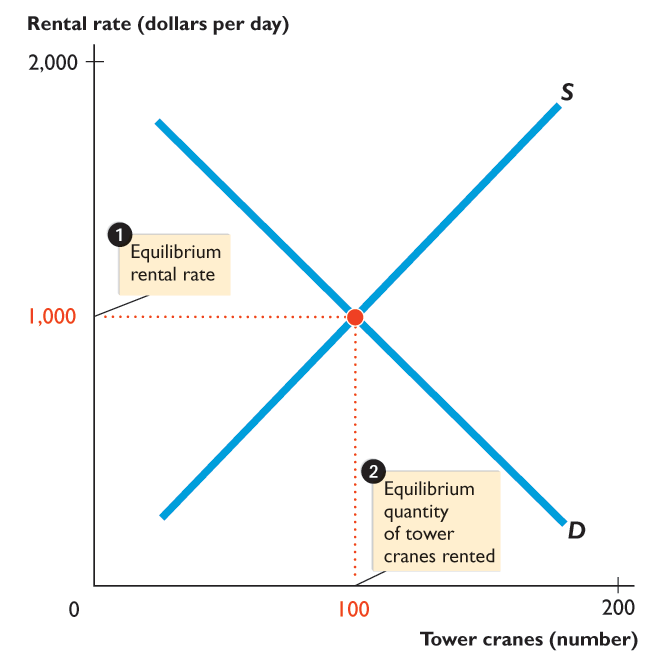 Rental rate (dollars per day)
2,000
S
1
Equilibrium
rental rate
1,000
2
Equilibrium
quantity
of tower
cranes rented
D
0
100
200
Tower cranes (number)